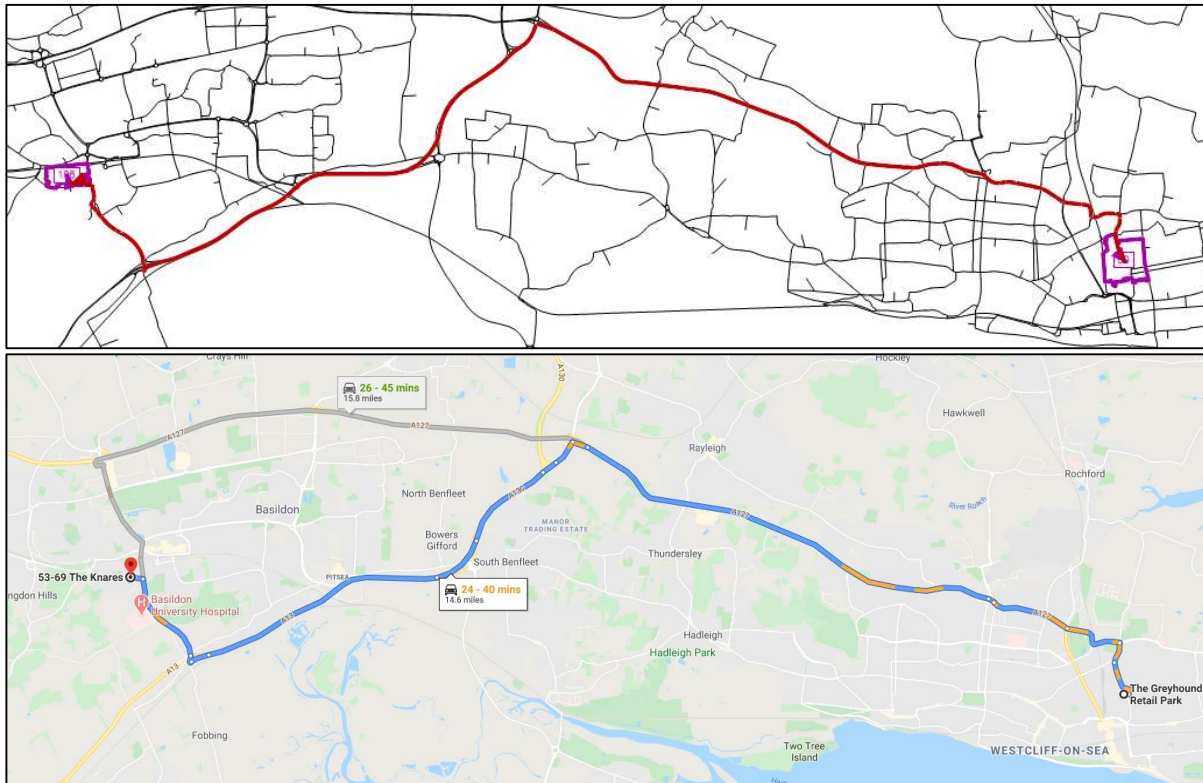 Crays Hill
26 - 45 mins
15.8 miles
A127
A127
A130
Hockley
Hawkwell
Rayleigh
Rochford
River Roach
North Benfleet
Basildon
A130
A127
MANOR
TRADING ESTATE
Bowers
Gifford
South Benfleet
Thundersley
53-69 The Knares
PITSEA
24 - 40 mins
14.6 miles
gdon Hills
H
Basildon
University Hospital
A13
A127
Hadleigh
Hadleigh Park
A13
The Greyhound
Retail Park
Fobbing
Two Tree
Island
WESTCLIFF-ON-SEA